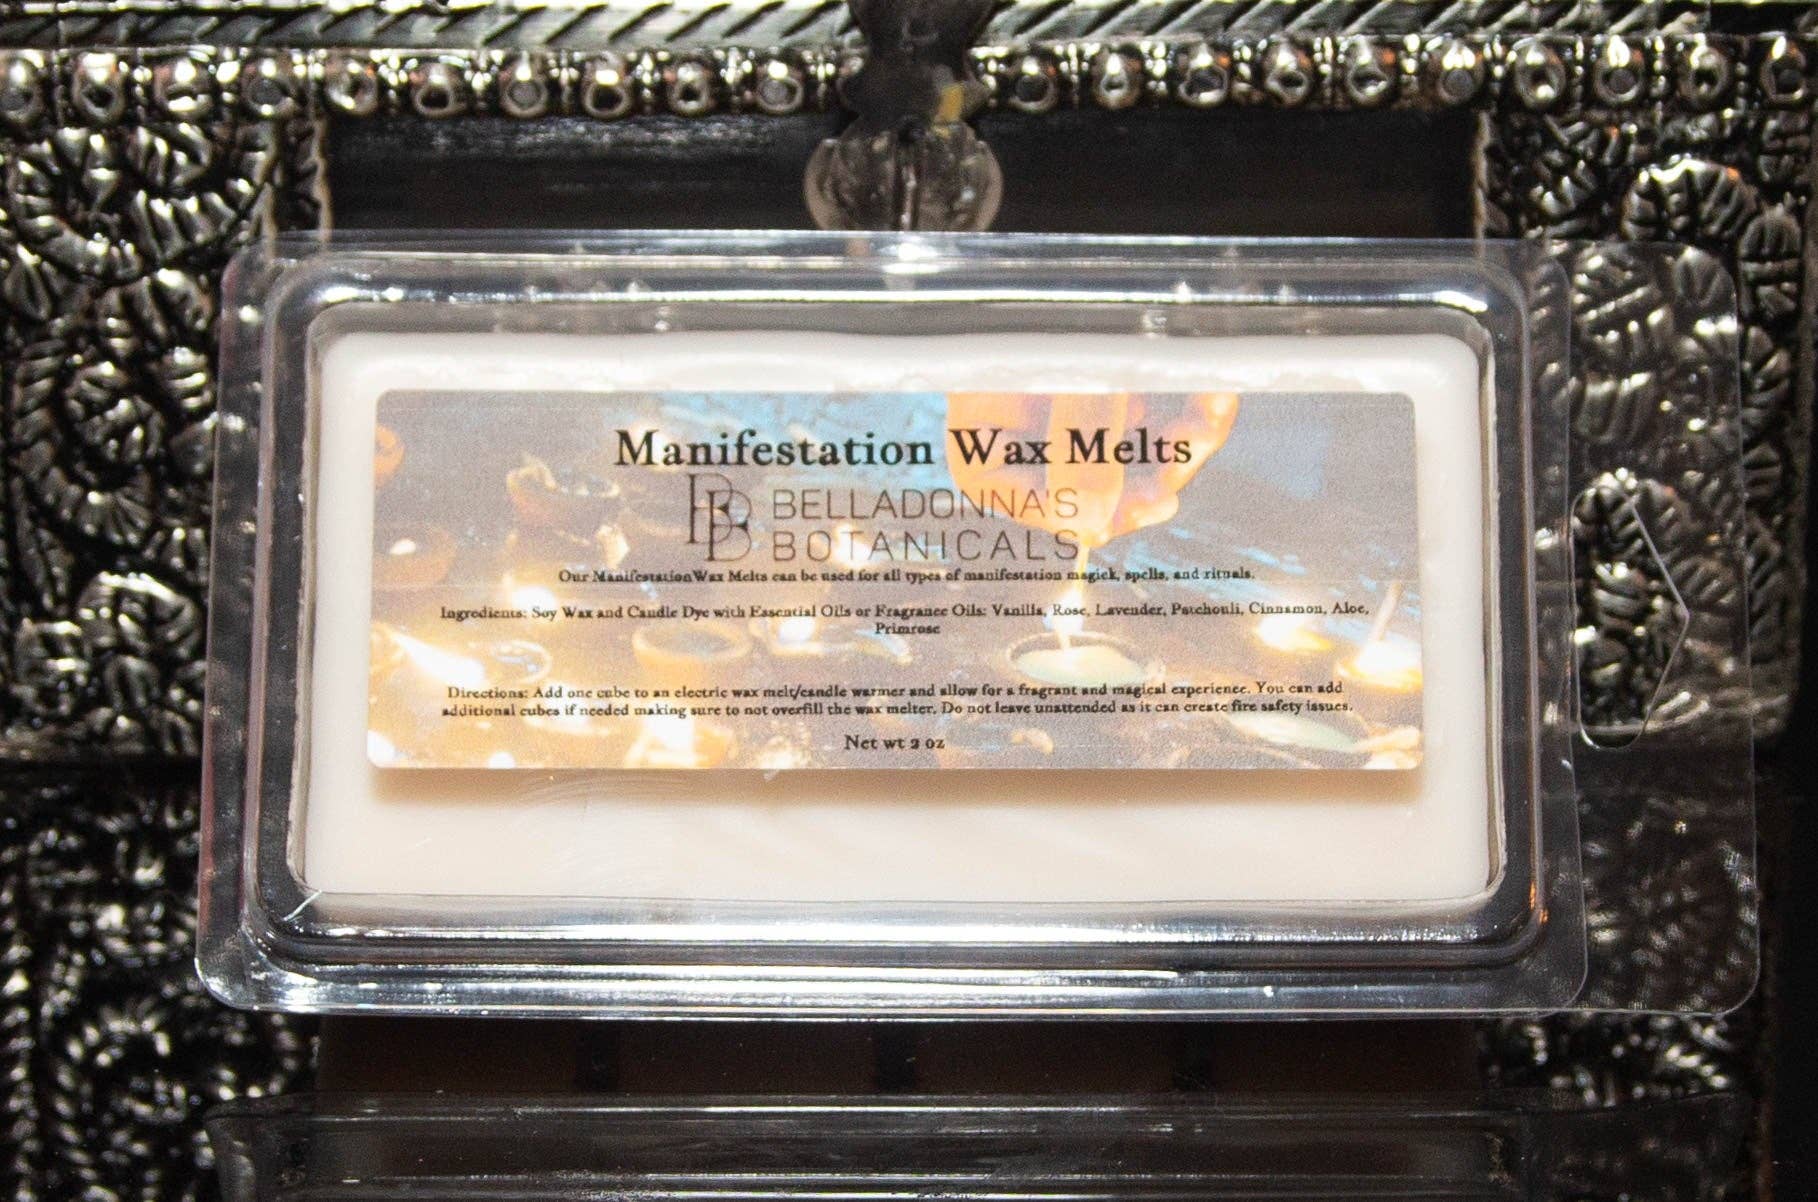 Manifestation Wax Melts
BB BELLADONNA'S
BOTANICALS
Our Manifestation Wax Melts can be used for all types of manifestation magick, spells, and rituals.
Ingredients: Soy Wax and Candle Dye with Essential Oils or Fragrance Oils: Vanilla, Rose, Lavender, Patchouli, Cinnamon, Aloe,
Primrose
Directions: Add one cube to an electric wax melt/candle warmer and allow for a fragrant and magical experience. You can add
additional cubes if needed making sure to not overfill the wax melter. Do not leave unattended as it can create fire safety issues.
Net wt 2 oz